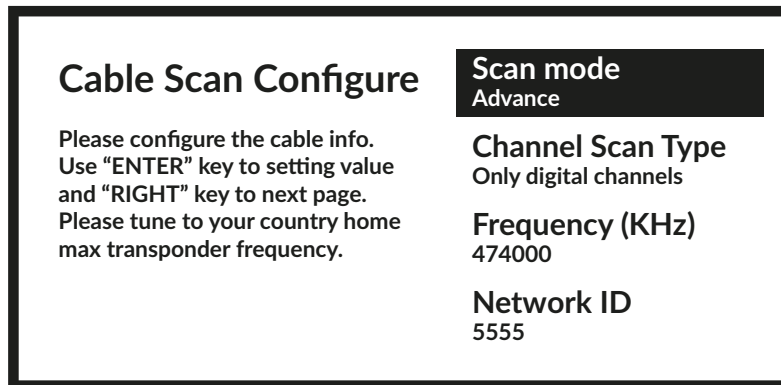 Cable Scan Configure
Please configure the cable info.
Use “ENTER” key to setting value
and “RIGHT” key to next page.
Please tune to your country home
max transponder frequency.
Scan mode
Advance
Channel Scan Type
Only digital channels
Frequency (KHz)
474000
Network ID
5555